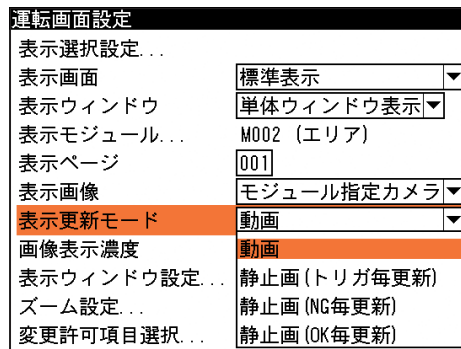 運転画面設定
表示選択設定...
表示画面 標準表示
表示ウィンドウ 単体ウィンドウ表示
表示モジュール... M002 (エリア)
表示ページ 001
表示画像 モジュール指定カメラ
表示更新モード 動画
画像表示濃度 動画
表示ウィンドウ設定... 静止画(トリガ毎更新)
ズーム設定... 静止画(NG毎更新)
変更許可項目選択... 静止画(OK毎更新)